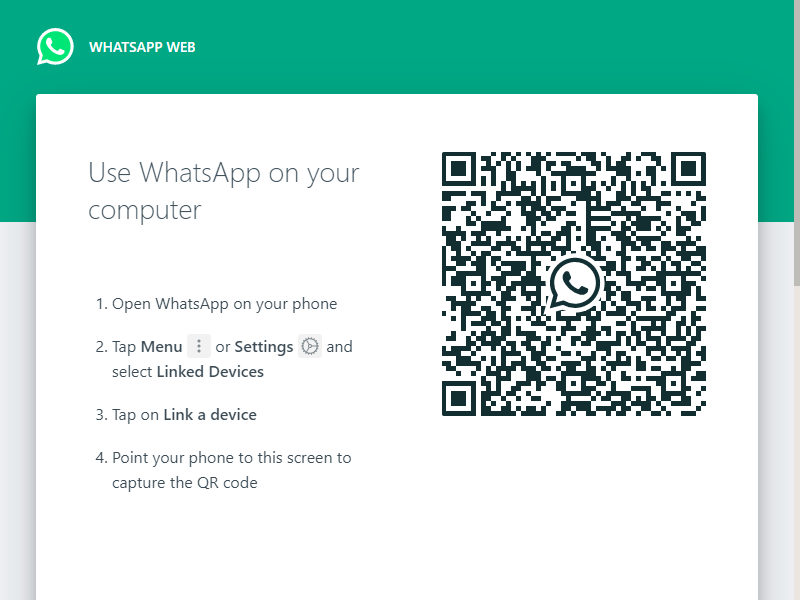 WHATSAPP WEB
Use WhatsApp on your
computer
1. Open WhatsApp on your phone
2. Tap Menu or Settings and
select Linked Devices
3. Tap on Link a device
4. Point your phone to this screen to
capture the QR code